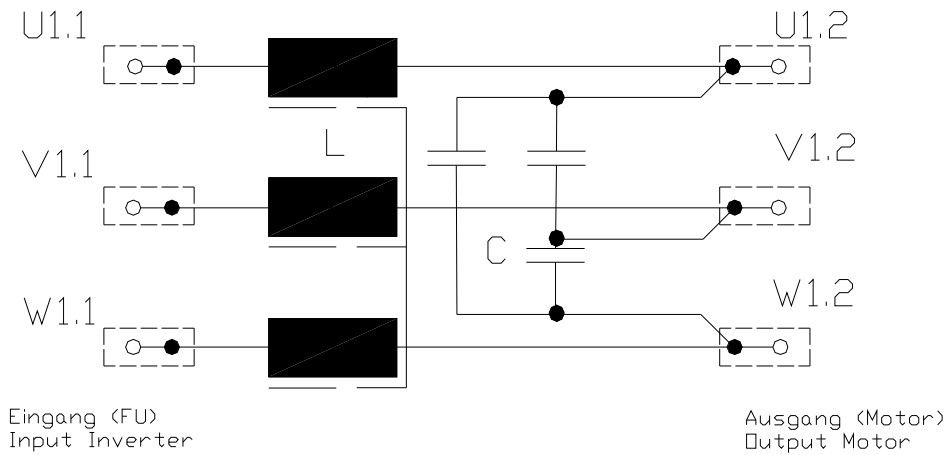 U1.1
U1.2
L
V1.1
V1.2
C
W1.1
W1.2
Eingang (FU)
Input Inverter
Ausgang (Motor)
Output Motor